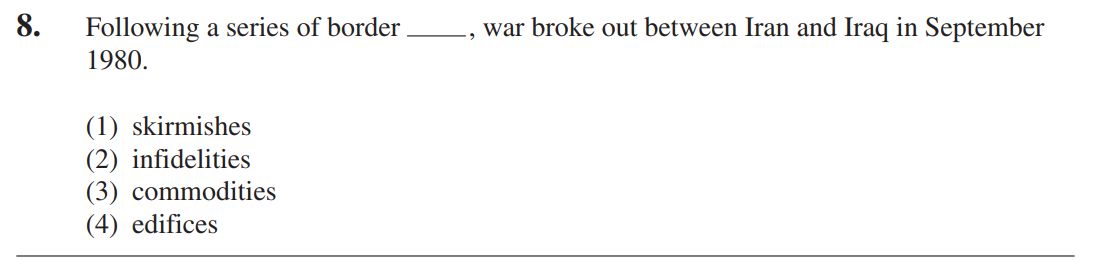 8. Following a series of border _____, war broke out between Iran and Iraq in September
1980.
(1) skirmishes
(2) infidelities
(3) commodities
(4) edifices